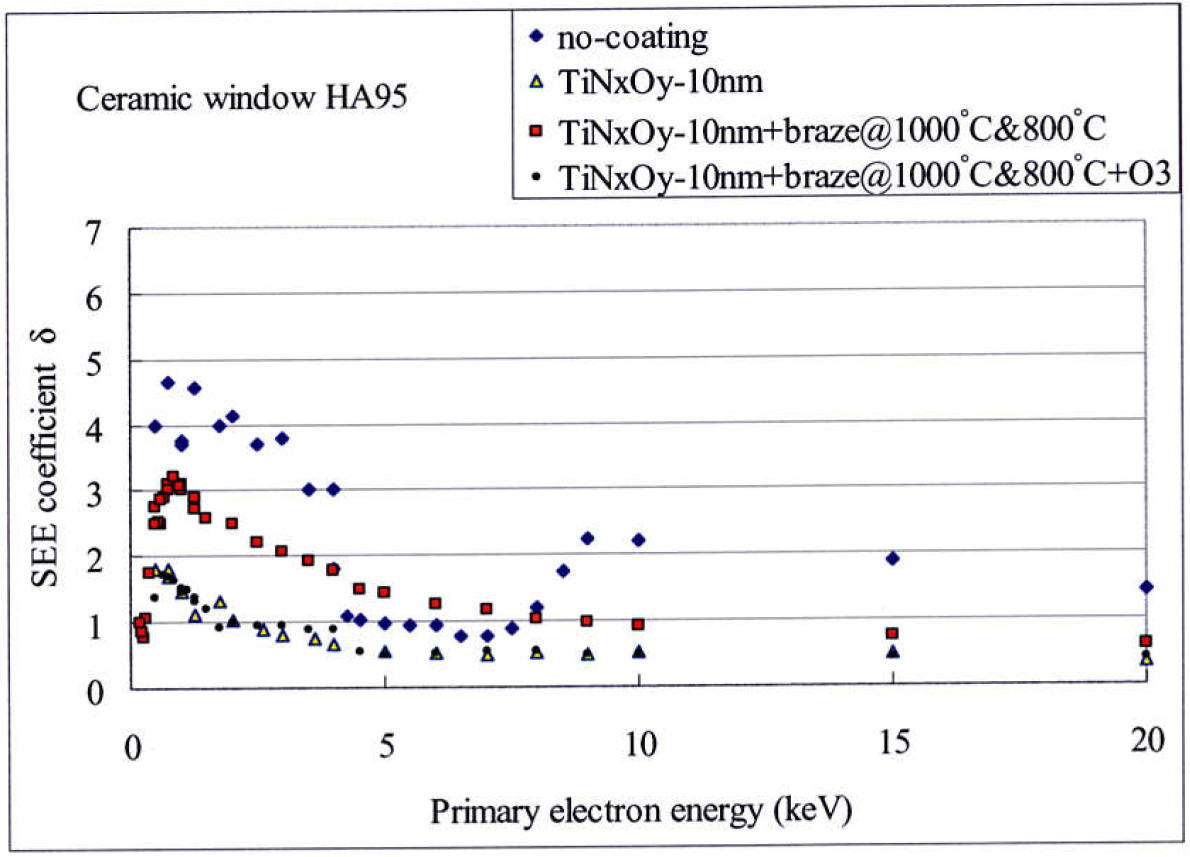 Ceramic window HA95
no-coating
TiNxOy-10nm
TiNxOy-10nm+braze@1000°C&800°C
TiNxOy-10nm+braze@1000°C&800°C+O3
7
6
5
4
3
2
1
0
SEE coefficient δ
0 5 10 15 20
Primary electron energy (keV)